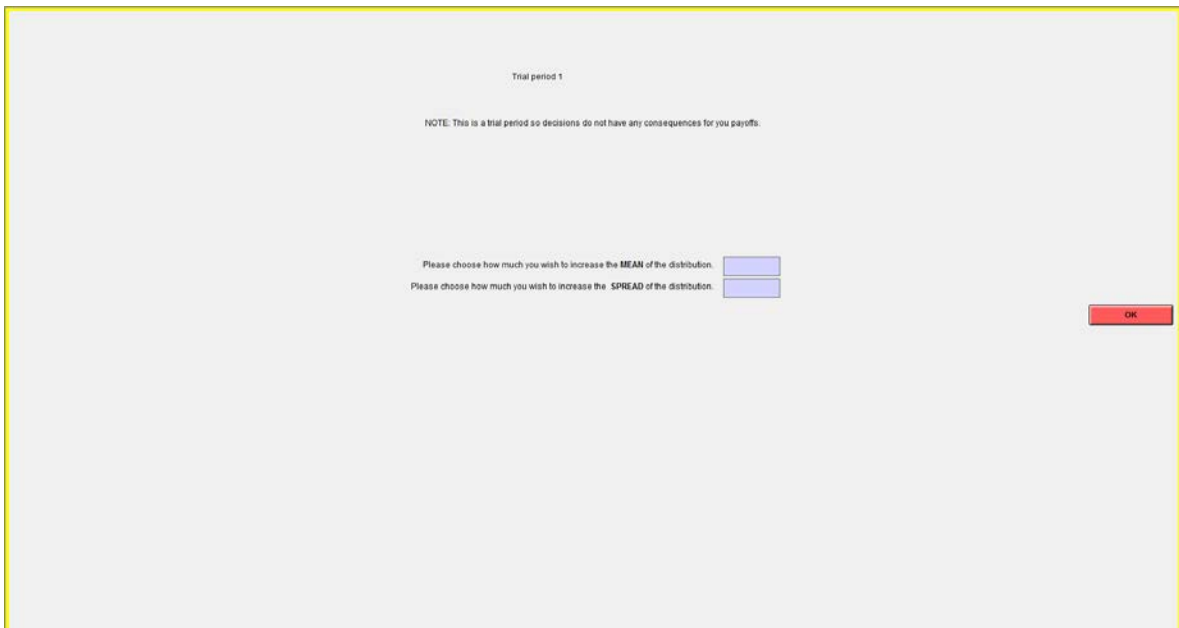 Trial period 1
NOTE: This is a trial period so decisions do not have any consequences for you payoffs.
Please choose how much you wish to increase the MEAN of the distribution.
Please choose how much you wish to increase the SPREAD of the distribution.
OK